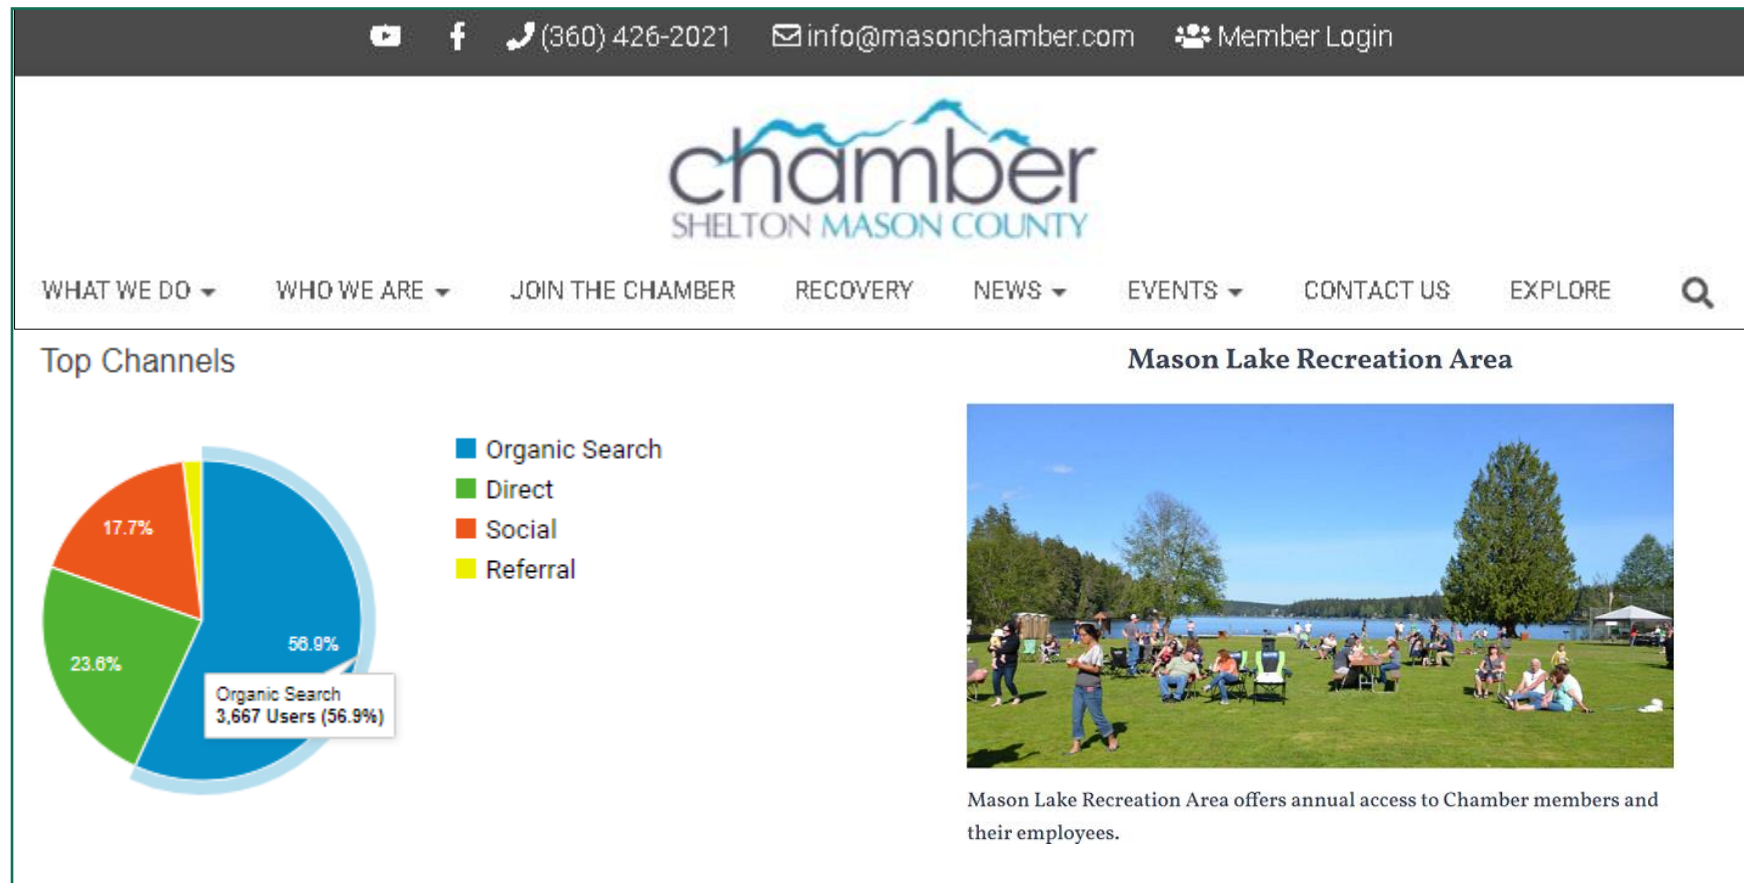 (360) 426-2021 info@masonchamber.com Member Login
chamber
SHELTON MASON COUNTY
WHAT WE DO WHO WE ARE JOIN THE CHAMBER RECOVERY NEWS EVENTS CONTACT US EXPLORE
Top Channels
Organic Search
Direct
Social
Referral
17.7%
56.9%
23.6%
Organic Search
3,667 Users (56.9%)
Mason Lake Recreation Area
Mason Lake Recreation Area offers annual access to Chamber members and
their employees.